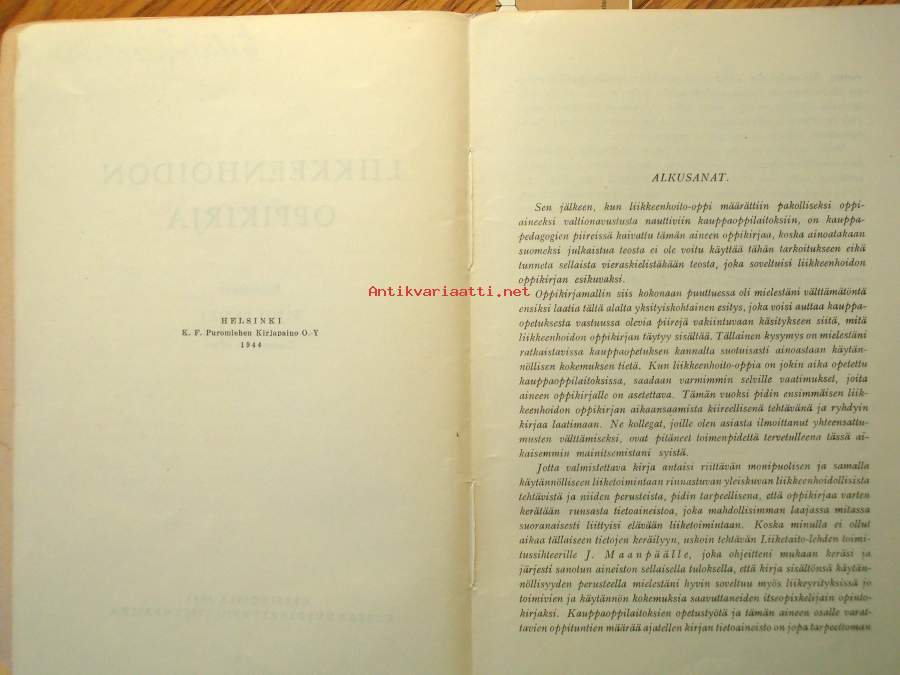 HELSINKI
K. F. Puromiehen Kirjapaino O.-Y
1944
ALKUSANAT.
Sen jälkeen, kun liikkeenhoito-oppi määrättiin pakolliseksi oppi-
aineeksi valtionavustusta nauttiviin kauppaoppilaitoksiin, on kauppa-
pedagogien piireissä kaivattu tämän aineen oppikirjaa, koska ainoatakaan
suomeksi julkaistua teosta ei ole voitu käyttää tähän tarkoitukseen eikä
tunneta sellaista vieraskielistäkään teosta, joka soveltuisi liikkeenhoidon
oppikirjan esikuvaksi.
Antikvariaatti.net
Oppikirjamallin siis kokonaan puuttuessa oli mielestäni välttämätöntä
ensiksi laatia tältä alalta yksityiskohtainen esitys, joka voisi auttaa kauppa-
opetuksesta vastuussa olevia piirejä vakiintuvaan käsitykseen siitä, mitä
liikkeenhoidon oppikirjan täytyy sisältää. Tällainen kysymys on mielestäni
ratkaistavissa kauppaopetuksen kannalta suotuisasti ainoastaan käytän-
nöllisen kokemuksen tietä. Kun liikkeenhoito-oppia on jokin aika opetettu
kauppaoppilaitoksissa, saadaan varmimmin selville vaatimukset, joita
aineen oppikirjalle on asetettava. Tämän vuoksi pidin ensimmäisen liik-
keenhoidon oppikirjan aikaansaamista kiireellisenä tehtävänä ja ryhdyin
kirjaa laatimaan. Ne kollegat, joille olen asiasta ilmoittanut yhteensattu-
musten välttämiseksi, ovat pitäneet toimenpidettä tervetulleena tässä ai-
kaisemmin mainitsemistani syistä.
Jotta valmistettava kirja antaisi riittävän monipuolisen ja samalla
käytännölliseen liiketoimintaan rinnastuvan yleiskuvan liikkeenhoidollisista
tehtävistä ja niiden perusteista, pidin tarpeellisena, että oppikirjaa varten
kerätään runsasta tietoaineistoa, joka mahdollisimman laajassa mitassa
suoranaisesti liittyisi elävään liiketoimintaan. Koska minulla ei ollut
aikaa tällaiseen tietojen keräilyyn, uskoin tehtävän Liiketaito-lehden toimi-
tussihteerille J. Maanpäälle, joka ohjeitteni mukaan keräsi ja
järjesti sanotun aineiston sellaisella tuloksella, että kirja sisältönsä käytän-
nöllisyyden perusteella mielestäni hyvin soveltuu myös liikeyrityksissä jo
toimivien ja käytännön kokemuksia saavuttaneiden itseopiskelijain opinto-
kirjaksi. Kauppaoppilaitoksien opetustyötä ja tämän aineen osalle varat-
tavien oppituntien määrää ajatellen kirjan tietoaineisto on jopa tarpeettoman